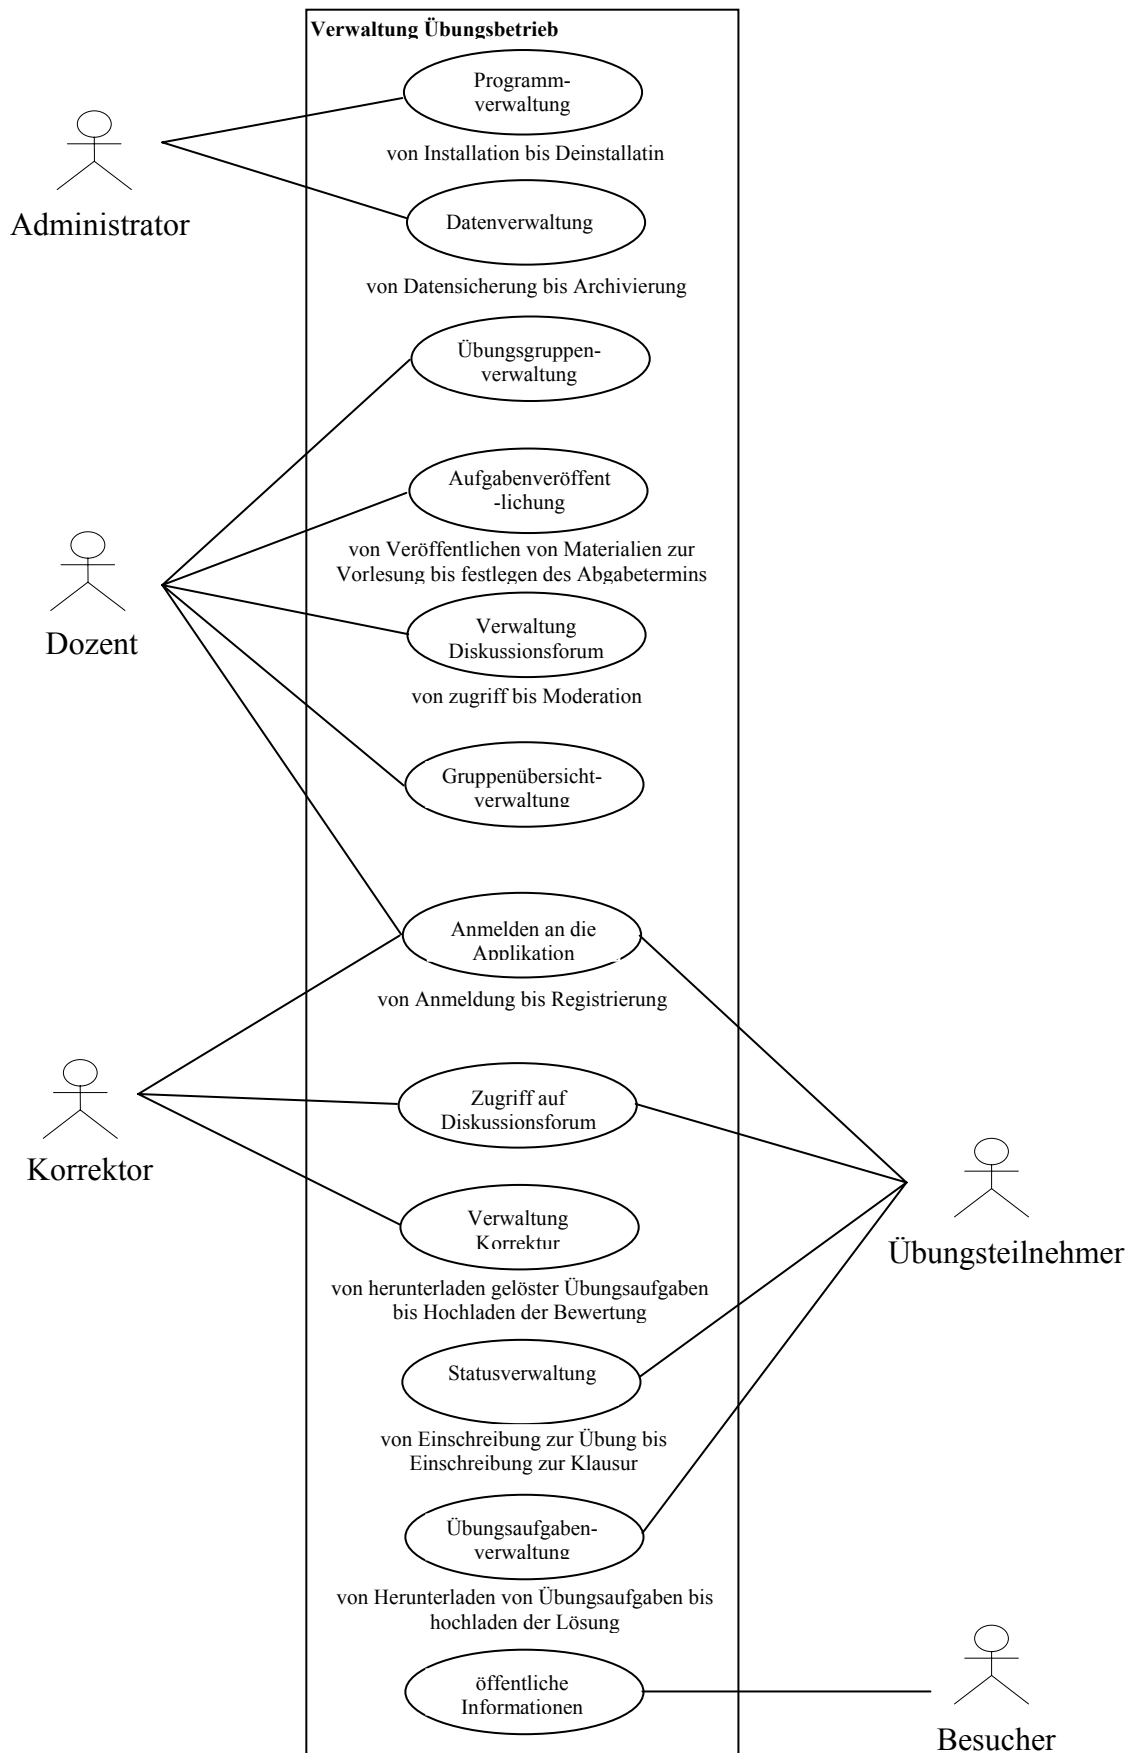 Verwaltung Übungsbetrieb
Programm-
verwaltung
von Installation bis Deinstallatin
Administrator
Datenverwaltung
von Datensicherung bis Archivierung
Übungsgruppen-
verwaltung
Aufgabenveröffent
-lichung
von Veröffentlichen von Materialien zur
Vorlesung bis festlegen des Abgabetermins
Dozent
Verwaltung
Diskussionsforum
von zugriff bis Moderation
Gruppenübersicht-
verwaltung
Anmelden an die
Applikation
von Anmeldung bis Registrierung
Zugriff auf
Diskussionsforum
Korrektor
Verwaltung
Korrektur
Übungsteilnehmer
von herunterladen gelöster Übungsaufgaben
bis Hochladen der Bewertung
Statusverwaltung
von Einschreibung zur Übung bis
Einschreibung zur Klausur
Übungsaufgaben-
verwaltung
von Herunterladen von Übungsaufgaben bis
hochladen der Lösung
öffentliche
Informationen
Besucher